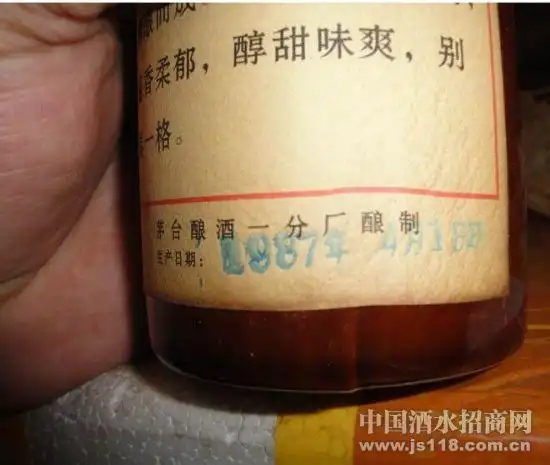 而成
香柔郁，醇甜味爽，别
一格。
茅台酿酒一分厂酿制
生产日期：1987年 4月18日
中国酒水招商网
www.js118.com.cn